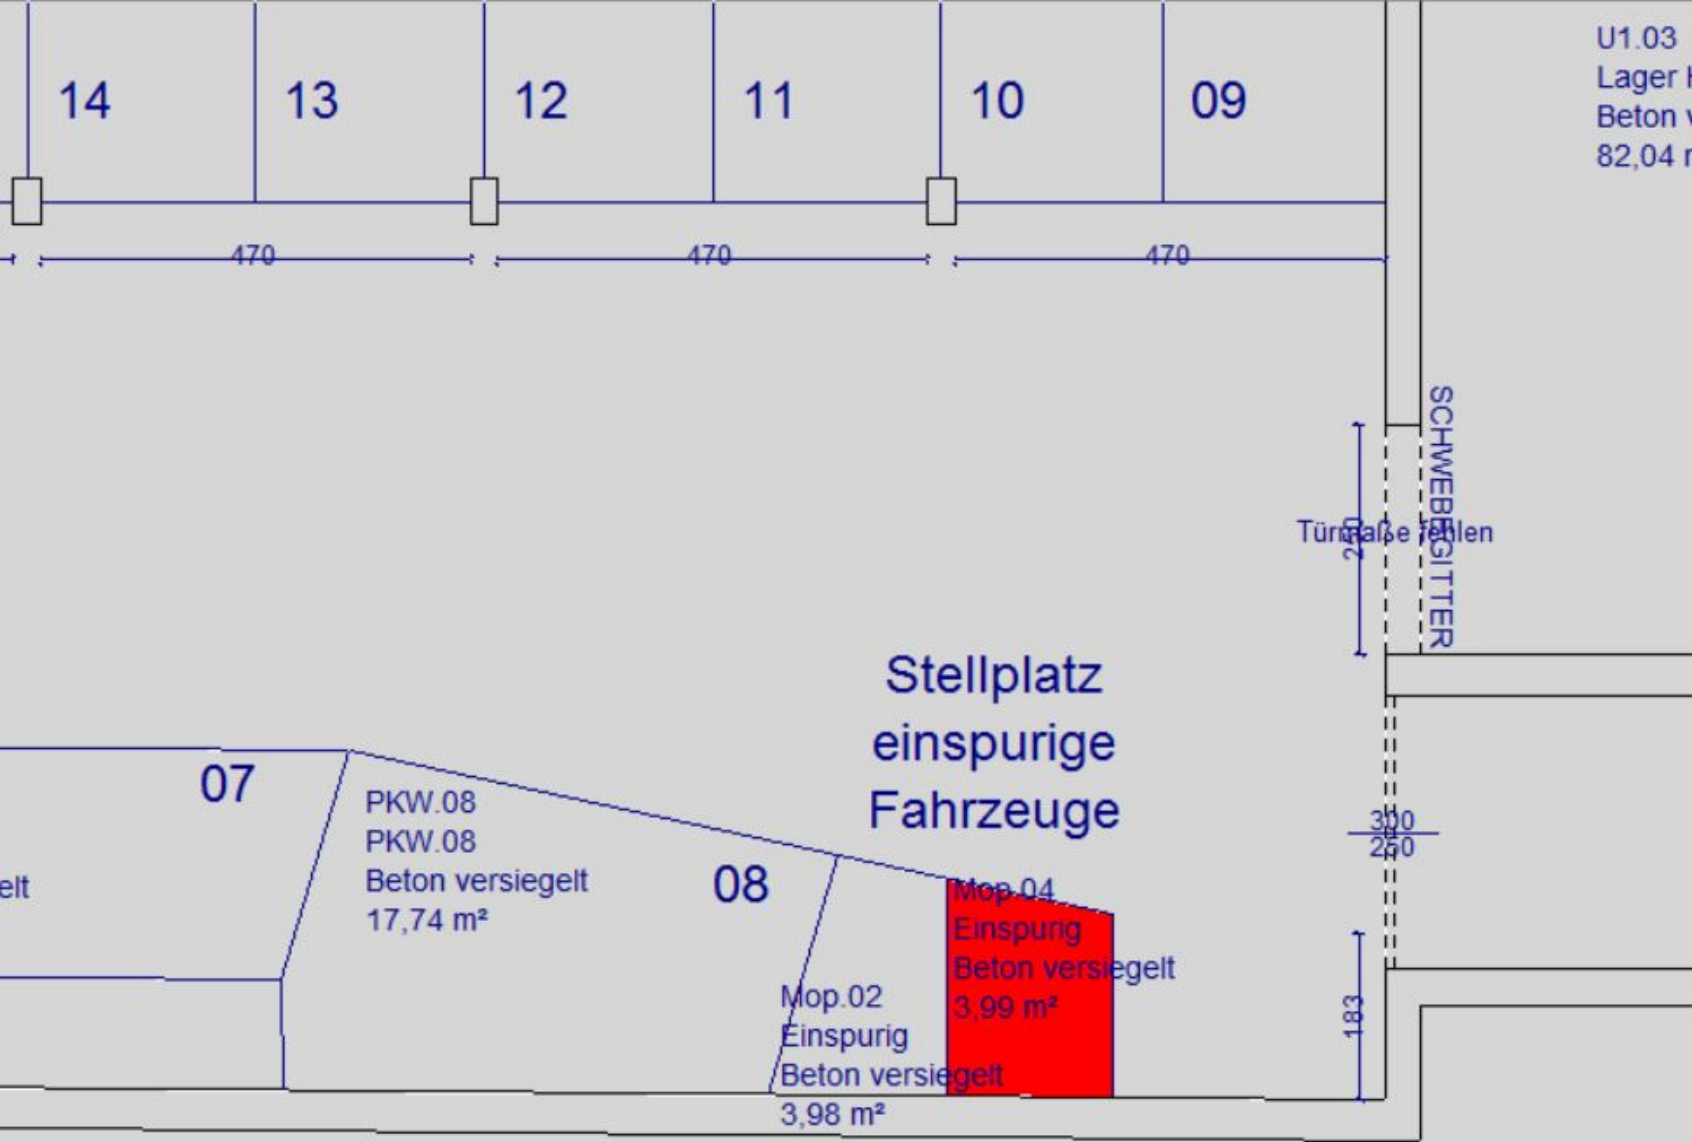 14
13
12
11
10
09
U1.03
Lager
Beton
82,04
470
470
470
SCHWEBEGITTER
Türmaße fehlen
Stellplatz
einspurige
Fahrzeuge
07
PKW.08
PKW.08
Beton versiegelt
17,74 m²
08
elt
Mop.04
Einspurig
Beton versiegelt
3,99 m²
Mop.02
Einspurig
Beton versiegelt
3,98 m²
300
250
183